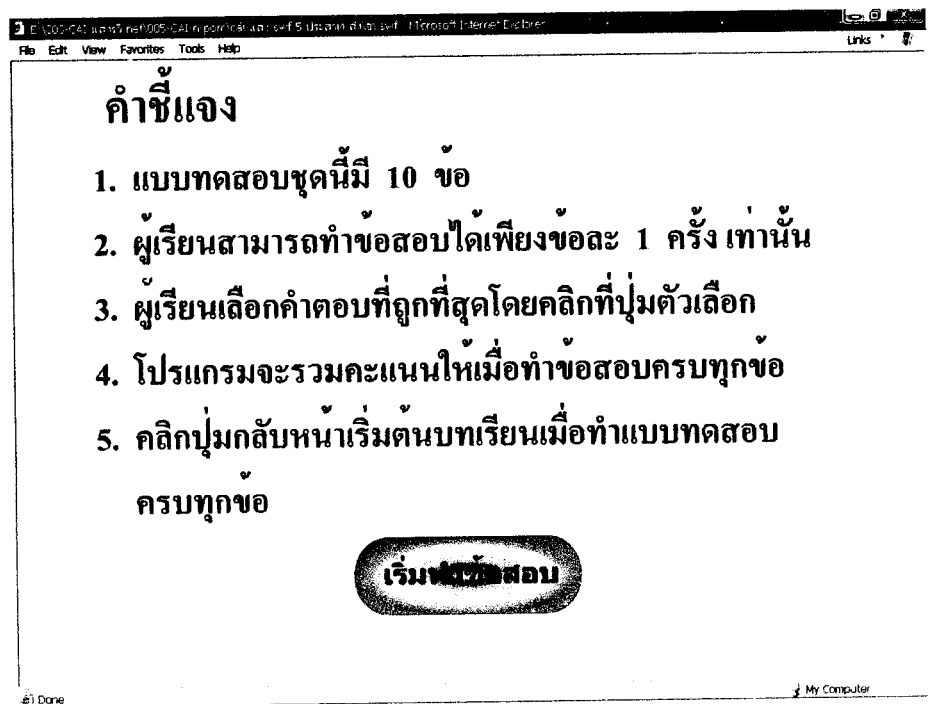 Microsoft Internet Explorer
File Edit View Favorites Tools Help
Links
คำชี้แจง
1. แบบทดสอบชุดนี้มี 10 ข้อ
2. ผู้เรียนสามารถทำข้อสอบได้เพียงข้อละ 1 ครั้ง เท่านั้น
3. ผู้เรียนเลือกคำตอบที่ถูกที่สุดโดยคลิกที่ปุ่มตัวเลือก
4. โปรแกรมจะรวมคะแนนให้เมื่อทำข้อสอบครบทุกข้อ
5. คลิกปุ่มกลับหน้าเริ่มต้นบทเรียนเมื่อทำแบบทดสอบ
ครบทุกข้อ
เริ่มทำข้อสอบ
Done
My Computer